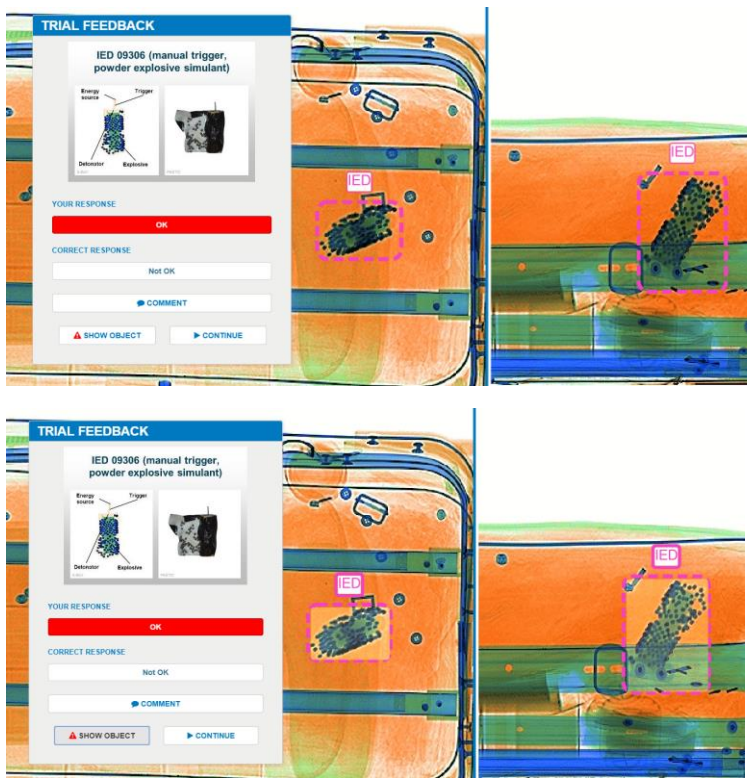 TRIAL FEEDBACK
IED 09306 (manual trigger,
powder explosive simulant)
Energy
source
Trigger
Detonator
Explosive
YOUR RESPONSE
OK
CORRECT RESPONSE
Not OK
COMMENT
SHOW OBJECT
CONTINUE
IED
IED
TRIAL FEEDBACK
IED 09306 (manual trigger,
powder explosive simulant)
Energy
source
Trigger
Detonator
Explosive
YOUR RESPONSE
OK
CORRECT RESPONSE
Not OK
COMMENT
SHOW OBJECT
CONTINUE
IED
IED